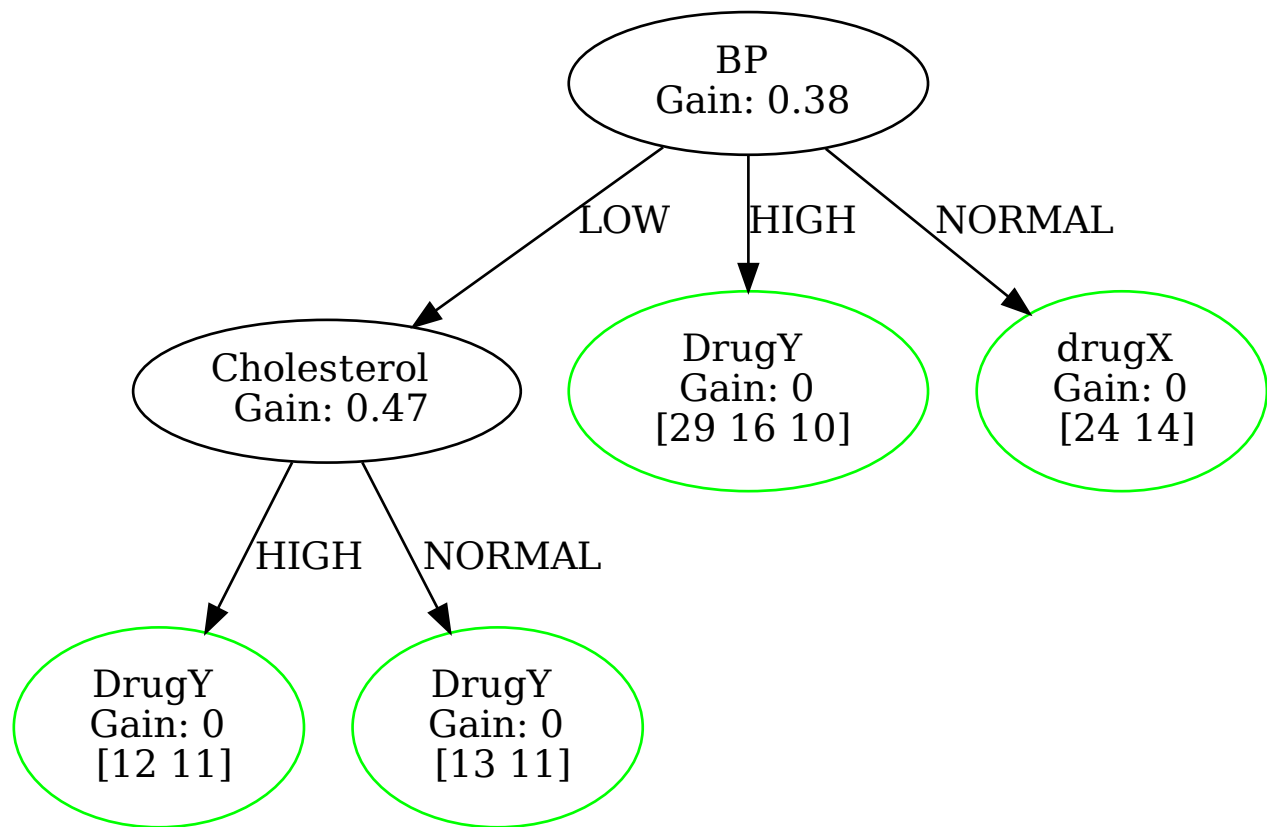 BP
Gain: 0.38
LOW
HIGH
NORMAL
Cholesterol
Gain: 0.47
DrugY
Gain: 0
[29 16 10]
drugX
Gain: 0
[24 14]
HIGH
NORMAL
DrugY
Gain: 0
[12 11]
DrugY
Gain: 0
[13 11]